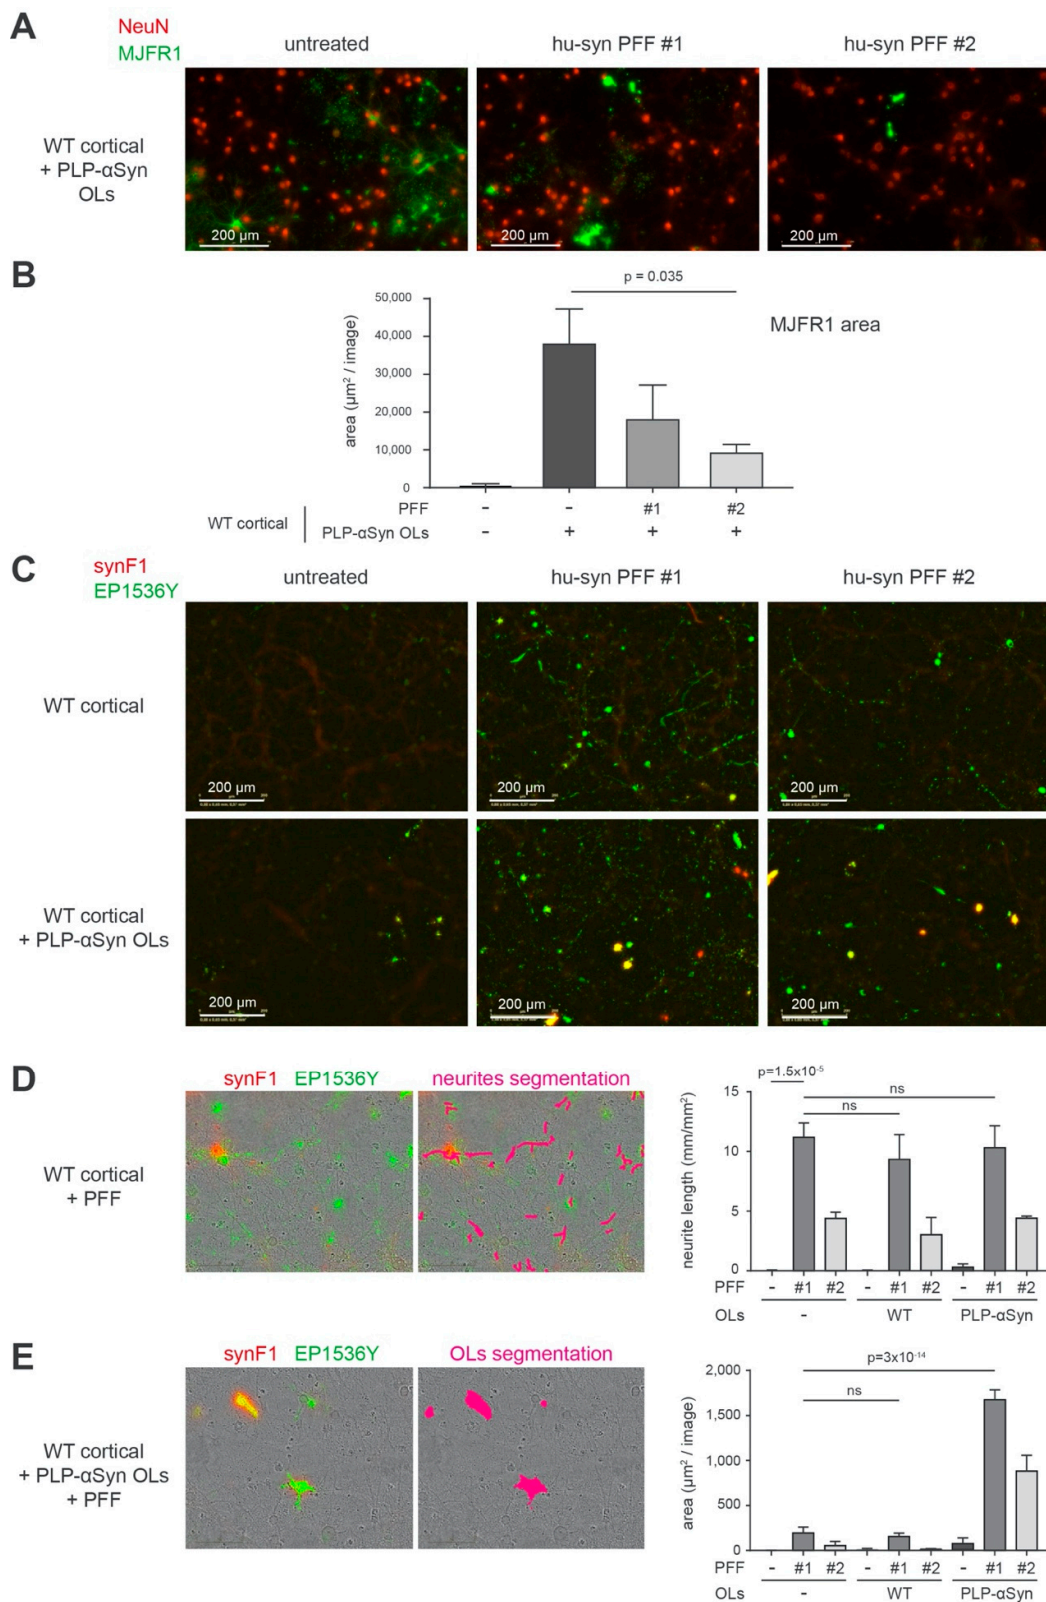 A
NeuN
MJFR1
untreated
hu-syn PFF #1
hu-syn PFF #2
WT cortical
+ PLP-αSyn
OLs
200 µm
200 µm
200 µm
B
p = 0.035
MJFR1 area
area (µm² / image)
50,000
40,000
30,000
20,000
10,000
0
WT cortical
PFF - - #1 #2
PLP-αSyn OLs - + + +
C
synF1
EP1536Y
untreated
hu-syn PFF #1
hu-syn PFF #2
WT cortical
200 µm
200 µm
200 µm
WT cortical
+ PLP-αSyn OLs
200 µm
200 µm
200 µm
D
synF1 EP1536Y
neurites segmentation
WT cortical
+ PFF
p=1.5x10⁻⁵
ns
ns
neurite length (mm/mm²)
15
10
5
0
PFF - #1 #2 - #1 #2 - #1 #2
OLs - WT PLP-αSyn
E
synF1 EP1536Y
OLs segmentation
WT cortical
+ PLP-αSyn OLs
+ PFF
p=3x10⁻¹⁴
ns
area (µm² / image)
2,000
1,500
1,000
500
0
PFF - #1 #2 - #1 #2 - #1 #2
OLs - WT PLP-αSyn